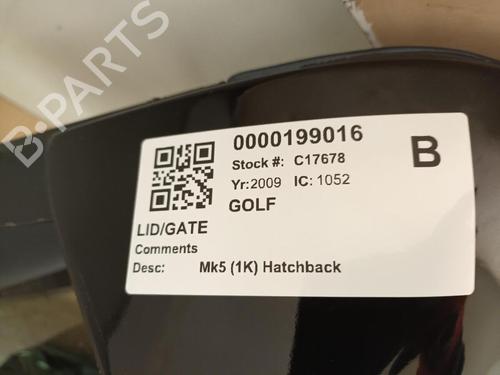 B-PARTS
0000199016
B
Stock #: C17678
Yr:2009 IC: 1052
GOLF
LID/GATE
Comments
Desc: Mk5 (1K) Hatchback